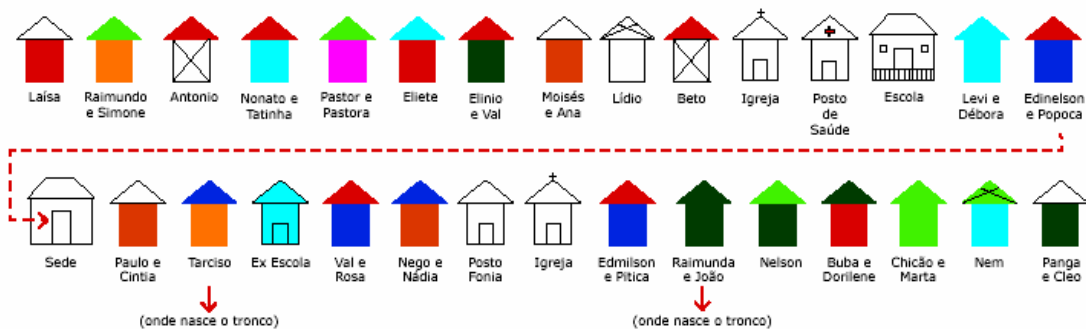 Laísa
Raimundo
e Simone
Antonio
Nonato e
Tatinha
Pastor e
Pastora
Eliete
Elinio
e Val
Moisés
e Ana
Lídio
Beto
Igreja
Posto
de
Saúde
Escola
Levi e
Débora
Edinelson
e Popoca
Sede
Paulo e
Cintia
Tarciso
Ex Escola
Val e
Rosa
Nego e
Nádia
Posto
Fonia
Igreja
Edmilson
e Pitica
Raimunda
e João
Nelson
Buba e
Dorilene
Chicão e
Marta
Nem
Panga
e Cleo
(onde nasce o tronco)
(onde nasce o tronco)